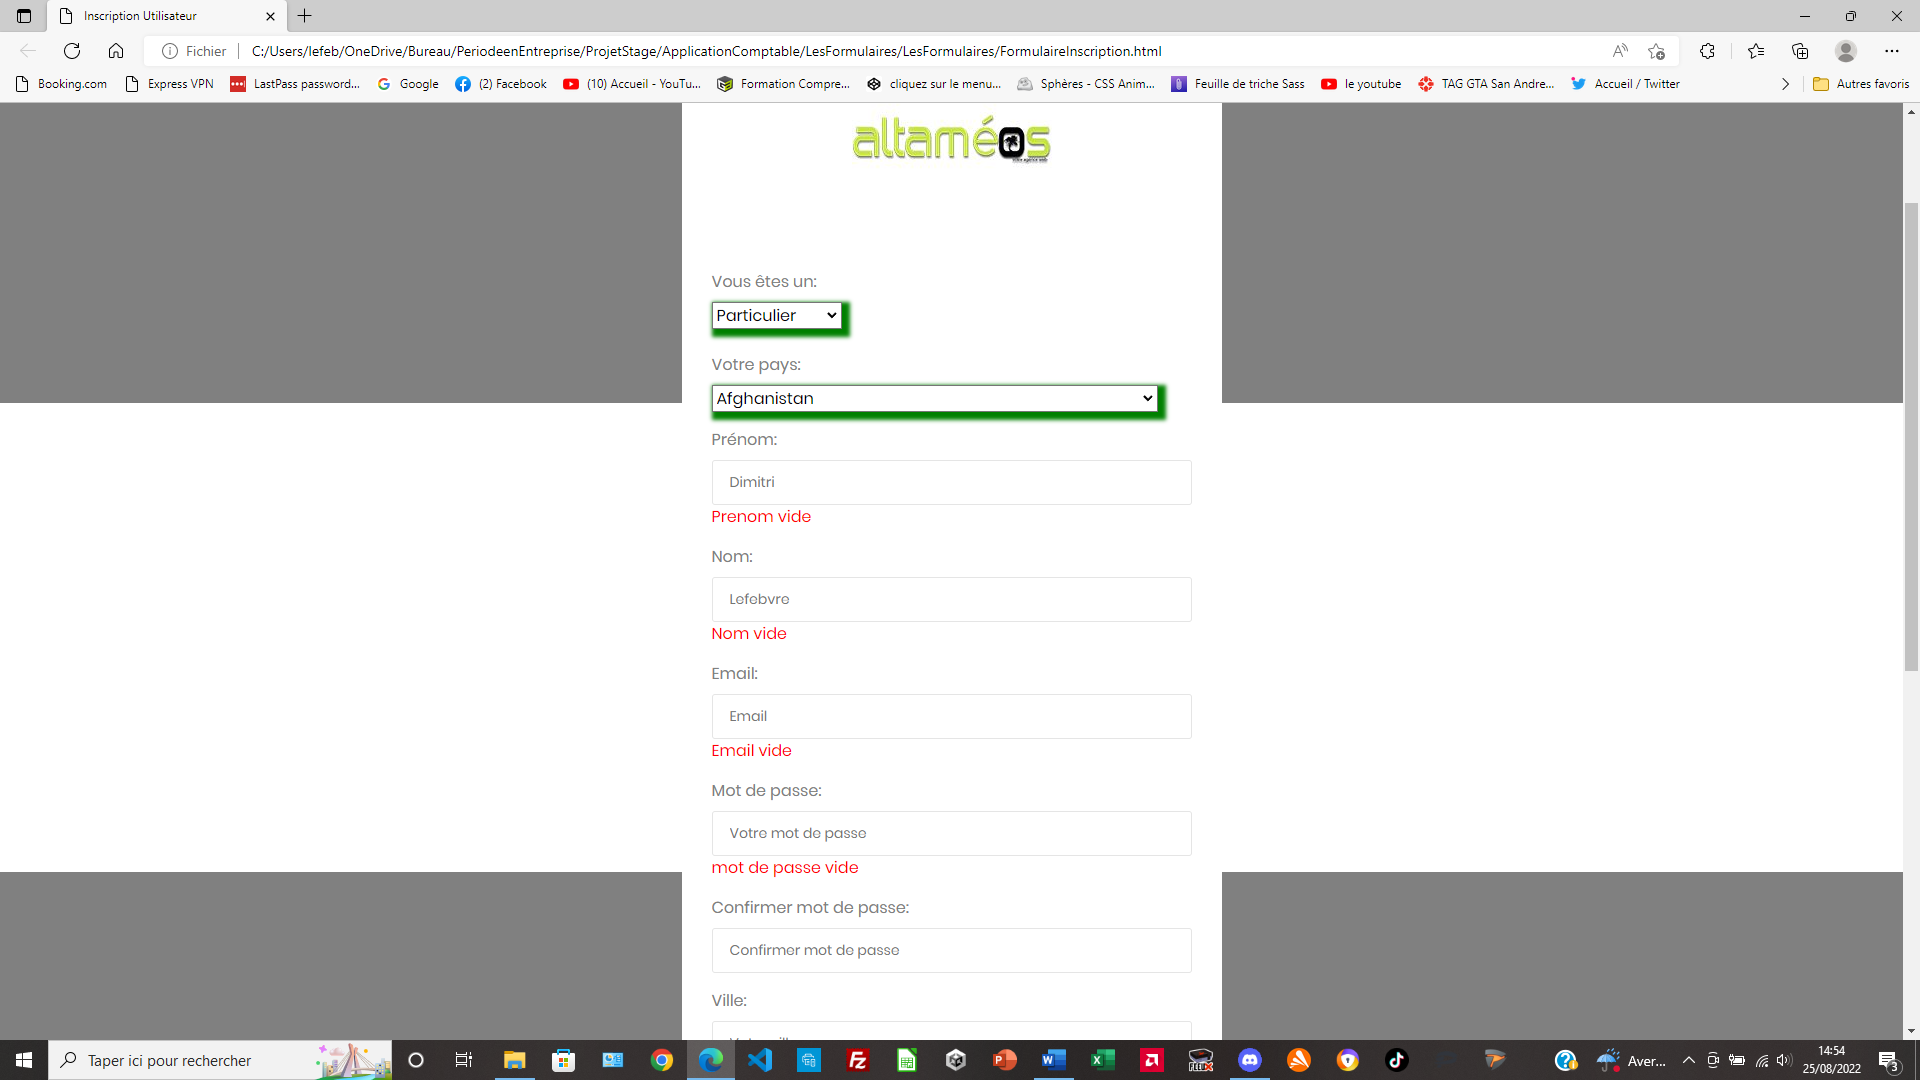 Inscription Utilisateur
Fichier C:/Users/lefeb/OneDrive/Bureau/PeriodeenEntreprise/ProjetStage/ApplicationComptable/LesFormulaires/LesFormulaires/FormulaireInscription.html
Booking.com Express VPN LastPass password... Google (2) Facebook (10) Accueil - YouTu... Formation Compre... cliquez sur le menu... Sphères - CSS Anim... Feuille de triche Sass le youtube TAG GTA San Andre... Accueil / Twitter Autres favoris
altaméos
Vous êtes un:
Particulier
Votre pays:
Afghanistan
Prénom:
Dimitri
Prenom vide
Nom:
Lefebvre
Nom vide
Email:
Email
Email vide
Mot de passe:
Votre mot de passe
mot de passe vide
Confirmer mot de passe:
Confirmer mot de passe
Ville:
Taper ici pour rechercher
Aver...
14:54
25/08/2022
3